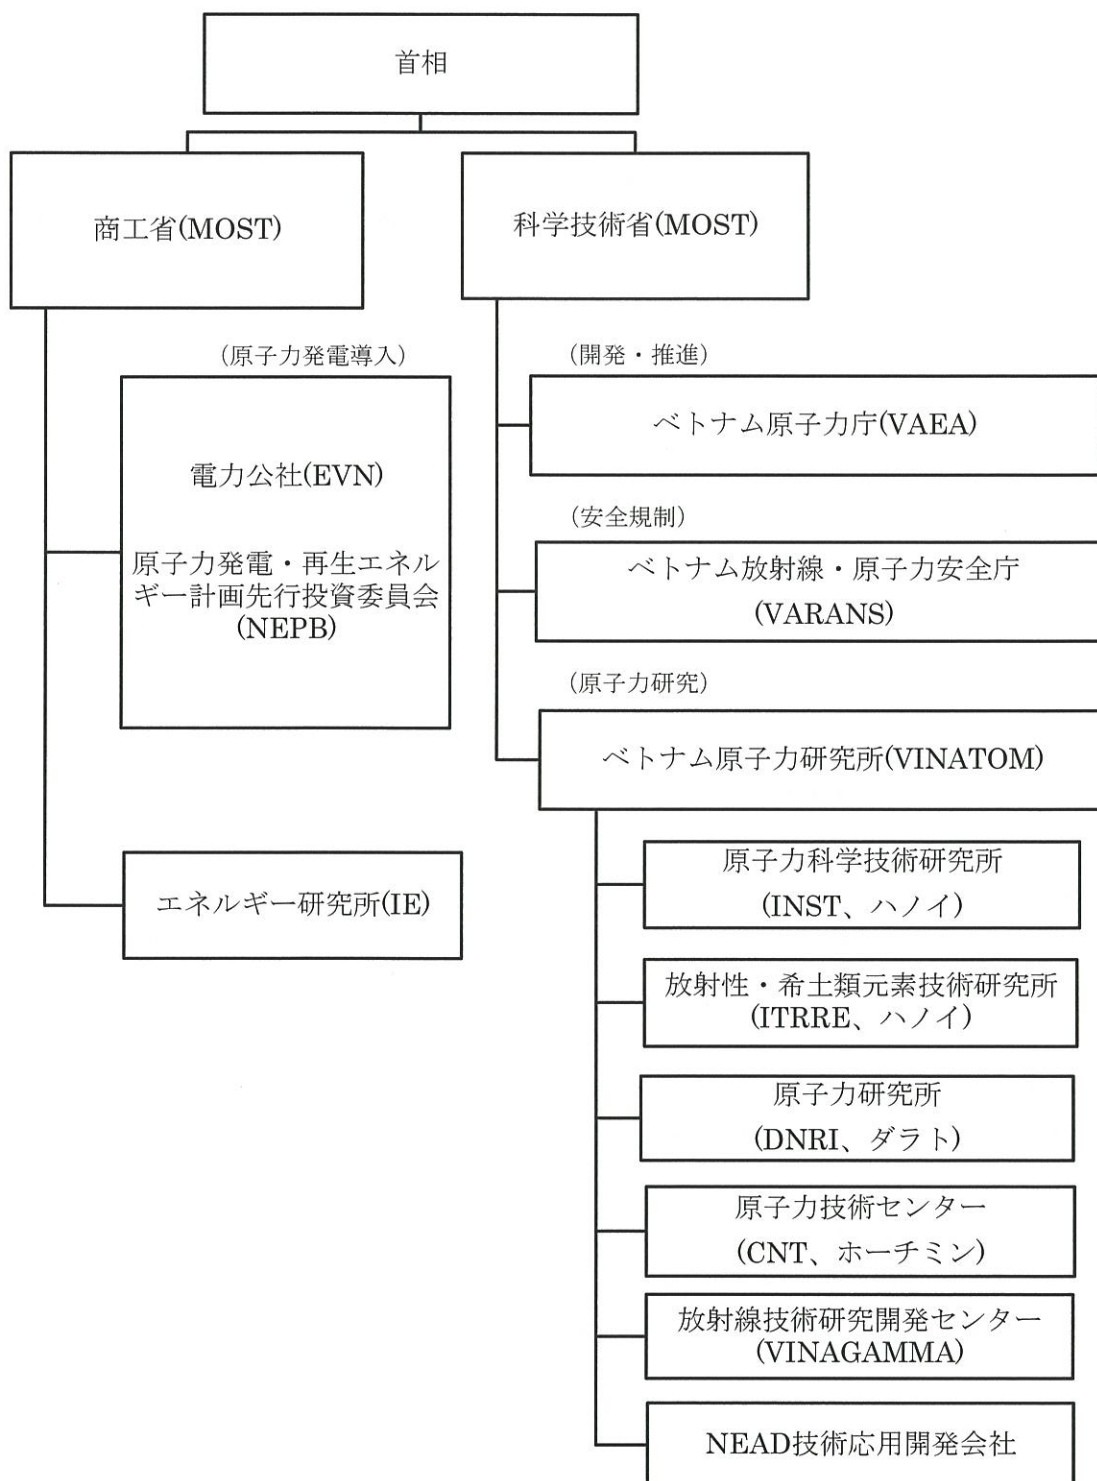 首相
商工省(MOST)
科学技術省(MOST)
(原子力発電導入)
電力公社(EVN)
原子力発電・再生エネル
ギー計画先行投資委員会
(NEPB)
エネルギー研究所(IE)
(開発・推進)
ベトナム原子力庁(VAEA)
(安全規制)
ベトナム放射線・原子力安全庁
(VARANS)
(原子力研究)
ベトナム原子力研究所(VINATOM)
原子力科学技術研究所
(INST、ハノイ)
放射性・希土類元素技術研究所
(ITRRE、ハノイ)
原子力研究所
(DNRI、ダラト)
原子力技術センター
(CNT、ホーチミン)
放射線技術研究開発センター
(VINAGAMMA)
NEAD技術応用開発会社